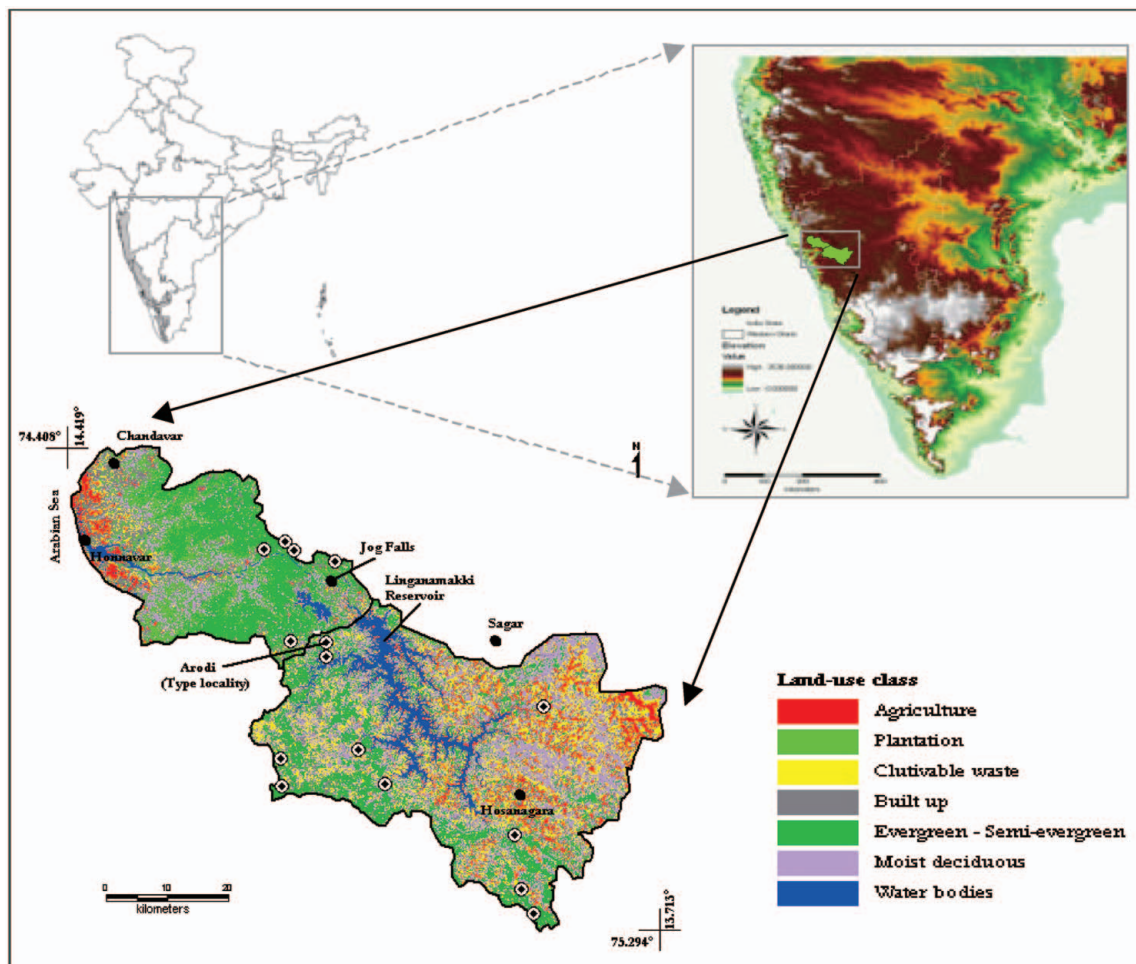 Legend
Elevation
Value
N
74.408°
14.419°
Chandavar
Arabian Sea
Honnavar
Jog Falls
Linganamakki
Reservoir
Sagar
Arodi
(Type locality)
Hosanagara
Land-use class
Agriculture
Plantation
Clutivable waste
Built up
Evergreen - Semi-evergreen
Moist deciduous
Water bodies
0 10 20
kilometers
75.294°
13.713°